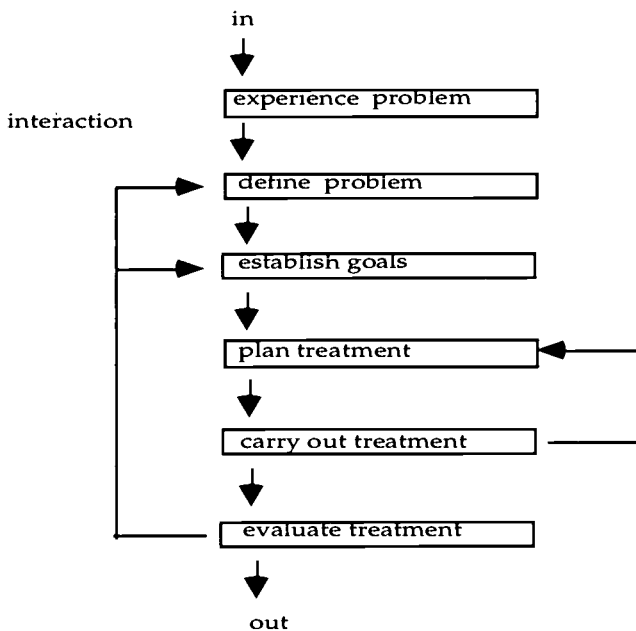 in
experience problem
interaction
define problem
establish goals
plan treatment
carry out treatment
evaluate treatment
out